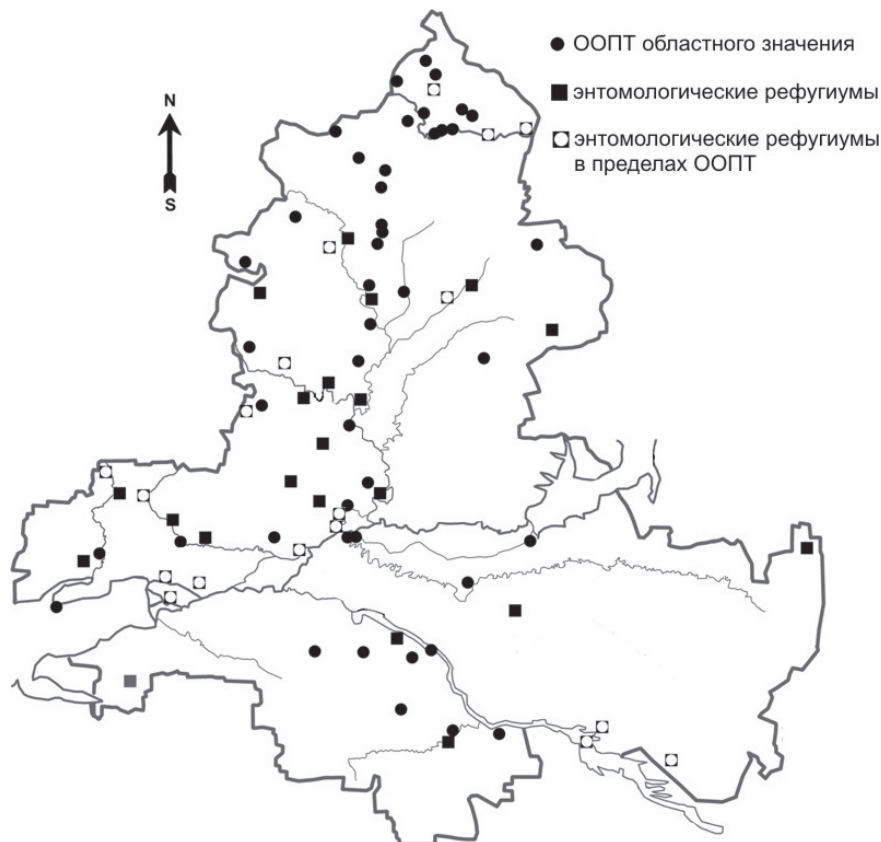 ООПТ областного значения
энтомологические рефугиумы
энтомологические рефугиумы
в пределах ООПТ
N
S